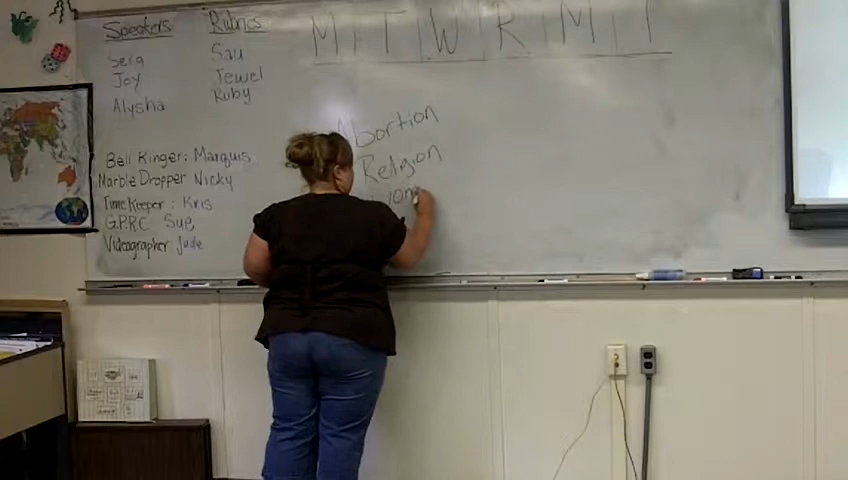 Speakers
Sera
Joy
Alysha
Rubrics
Sau
Jewel
Ruby
M T W R M T
Bell Ringer: Marquis
Marble Dropper Nicky
Time Keeper: Kris
G.P.R.C Sue
Videographer: Jude
Abortion
Religion